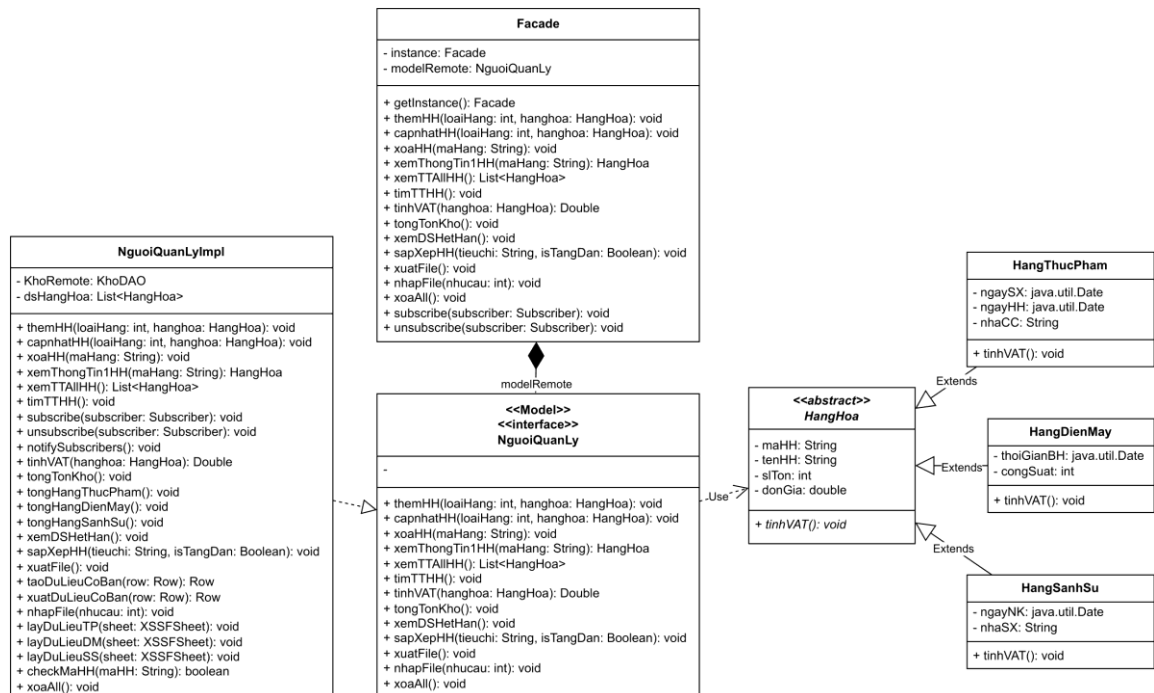 Facade
- instance: Facade
- modelRemote: NguoiQuanLy
+ getInstance(): Facade
+ themHH(loaiHang: int, hanghoa: HangHoa): void
+ capnhatHH(loaiHang: int, hanghoa: HangHoa): void
+ xoaHH(maHang: String): void
+ xemThongTin1HH(maHang: String): HangHoa
+ xemTTAllHH(): List<HangHoa>
+ timTTHH(): void
+ tinhVAT(hanghoa: HangHoa): Double
+ tongTonKho(): void
+ xemDSHetHan(): void
+ sapXepHH(tieuchi: String, isTangDan: Boolean): void
+ xuatFile(): void
+ nhapFile(nhucau: int): void
+ xoaAll(): void
+ subscribe(subscriber: Subscriber): void
+ unsubscribe(subscriber: Subscriber): void
NguoiQuanLyImpl
- KhoRemote: KhoDAO
- dsHangHoa: List<HangHoa>
+ themHH(loaiHang: int, hanghoa: HangHoa): void
+ capnhatHH(loaiHang: int, hanghoa: HangHoa): void
+ xoaHH(maHang: String): void
+ xemThongTin1HH(maHang: String): HangHoa
+ xemTTAllHH(): List<HangHoa>
+ timTTHH(): void
+ subscribe(subscriber: Subscriber): void
+ unsubscribe(subscriber: Subscriber): void
+ notifySubscribers(): void
+ tinhVAT(hanghoa: HangHoa): Double
+ tongTonKho(): void
+ tongHangThucPham(): void
+ tongHangDienMay(): void
+ tongHangSanhSu(): void
+ xemDSHetHan(): void
+ sapXepHH(tieuchi: String, isTangDan: Boolean): void
+ xuatFile(): void
+ taoDuLieuCoBan(row: Row): Row
+ xuatDuLieuCoBan(row: Row): Row
+ nhapFile(nhucau: int): void
+ layDuLieuTP(sheet: XSSFSheet): void
+ layDuLieuDM(sheet: XSSFSheet): void
+ layDuLieuSS(sheet: XSSFSheet): void
+ checkMaHH(maHH: String): boolean
+ xoaAll(): void
modelRemote
<<Model>>
<<interface>>
NguoiQuanLy
-
+ themHH(loaiHang: int, hanghoa: HangHoa): void
+ capnhatHH(loaiHang: int, hanghoa: HangHoa): void
+ xoaHH(maHang: String): void
+ xemThongTin1HH(maHang: String): HangHoa
+ xemTTAllHH(): List<HangHoa>
+ timTTHH(): void
+ tinhVAT(hangHoa: HangHoa): Double
+ tongTonKho(): void
+ xemDSHetHan(): void
+ sapXepHH(tieuchi: String, isTangDan: Boolean): void
+ xuatFile(): void
+ nhapFile(nhucau: int): void
+ xoaAll(): void
Use
<<abstract>>
HangHoa
- maHH: String
- tenHH: String
- slTon: int
- donGia: double
+ tinhVAT(): void
HangThucPham
- ngaySX: java.util.Date
- ngayHH: java.util.Date
- nhaCC: String
+ tinhVAT(): void
Extends
HangDienMay
- thoiGianBH: java.util.Date
- congSuat: int
+ tinhVAT(): void
Extends
Extends
HangSanhSu
- ngayNK: java.util.Date
- nhaSX: String
+ tinhVAT(): void